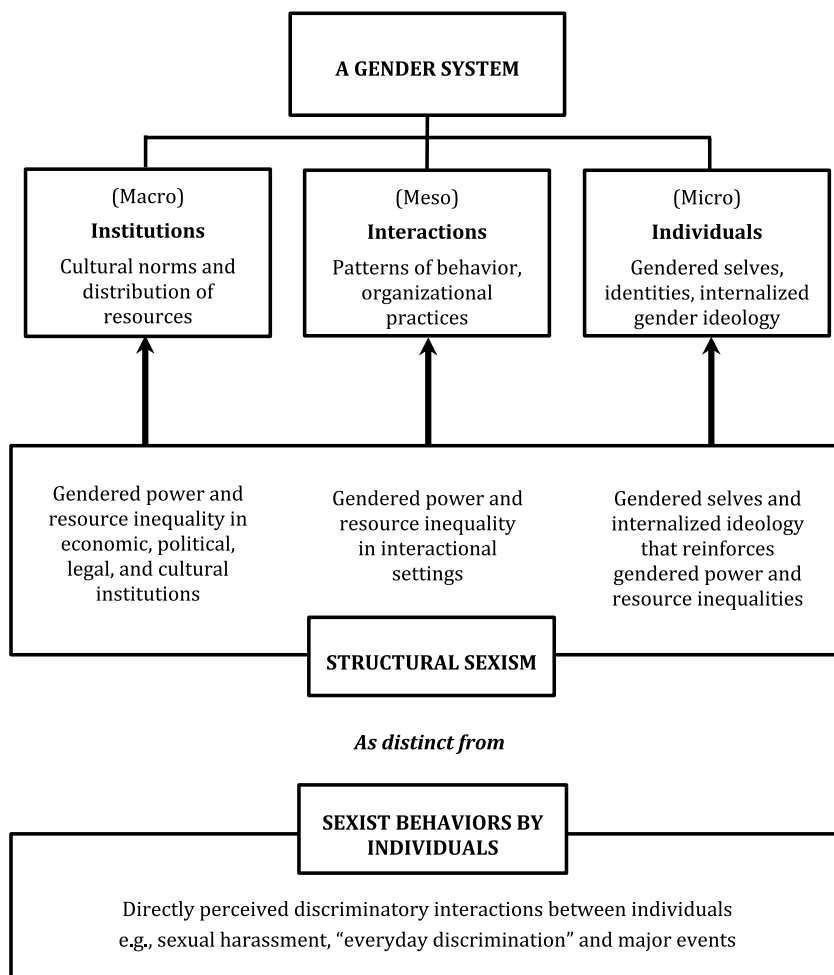 A GENDER SYSTEM
(Macro)
Institutions
Cultural norms and
distribution of
resources
(Meso)
Interactions
Patterns of behavior,
organizational
practices
(Micro)
Individuals
Gendered selves,
identities, internalized
gender ideology
Gendered power and
resource inequality in
economic, political,
legal, and cultural
institutions
Gendered power and
resource inequality
in interactional
settings
Gendered selves and
internalized ideology
that reinforces
gendered power and
resource inequalities
STRUCTURAL SEXISM
As distinct from
SEXIST BEHAVIORS BY
INDIVIDUALS
Directly perceived discriminatory interactions between individuals
e.g., sexual harassment, “everyday discrimination” and major events